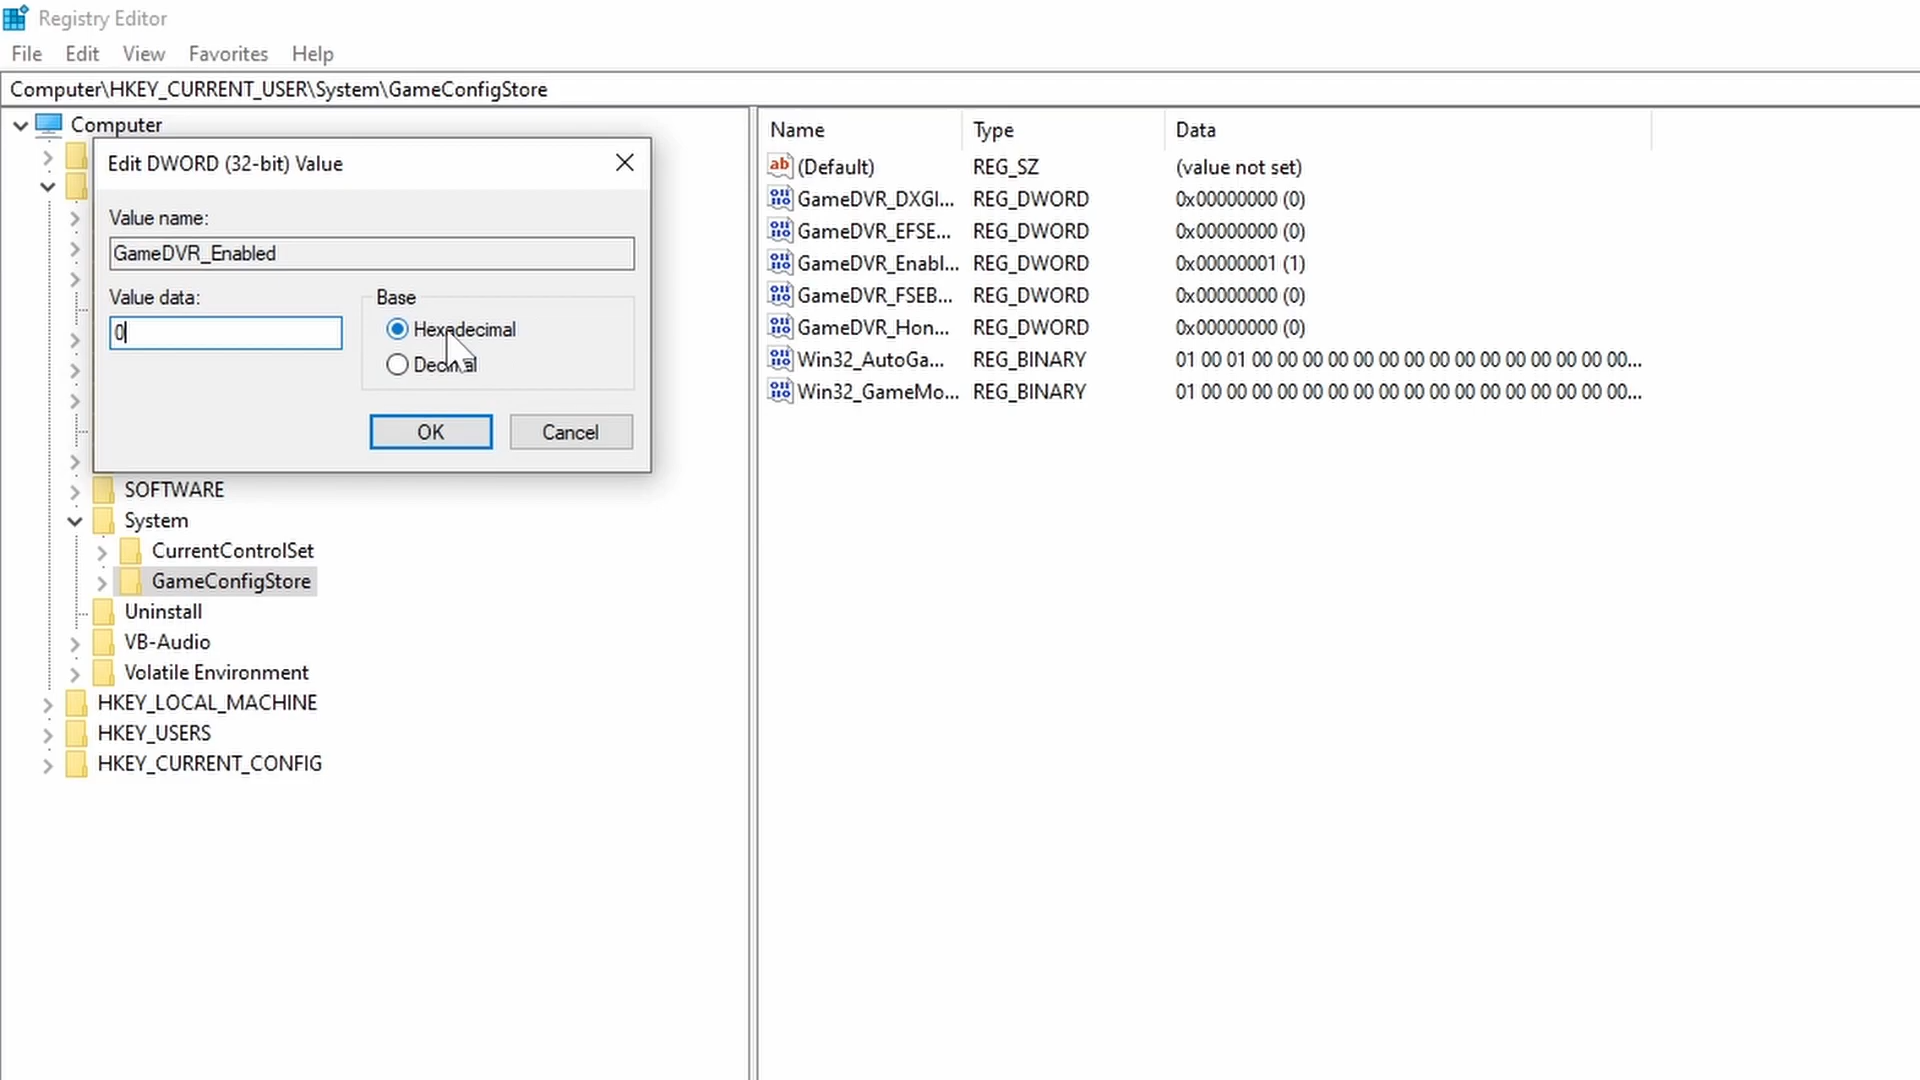 Registry Editor
File Edit View Favorites Help
Computer\HKEY_CURRENT_USER\System\GameConfigStore
Computer
Edit DWORD (32-bit) Value
Value name:
GameDVR_Enabled
Value data:
0
Base
Hexadecimal
Decimal
OK
Cancel
SOFTWARE
System
CurrentControlSet
GameConfigStore
Uninstall
VB-Audio
Volatile Environment
HKEY_LOCAL_MACHINE
HKEY_USERS
HKEY_CURRENT_CONFIG
Name Type Data
(Default) REG_SZ (value not set)
GameDVR_DXGI... REG_DWORD 0x00000000 (0)
GameDVR_EFSE... REG_DWORD 0x00000000 (0)
GameDVR_Enabl... REG_DWORD 0x00000001 (1)
GameDVR_FSEB... REG_DWORD 0x00000000 (0)
GameDVR_Hon... REG_DWORD 0x00000000 (0)
Win32_AutoGa... REG_BINARY 01 00 01 00 00 00 00 00 00 00 00 00 00 00 00 00 00 00...
Win32_GameMo... REG_BINARY 01 00 00 00 00 00 00 00 00 00 00 00 00 00 00 00 00 00...